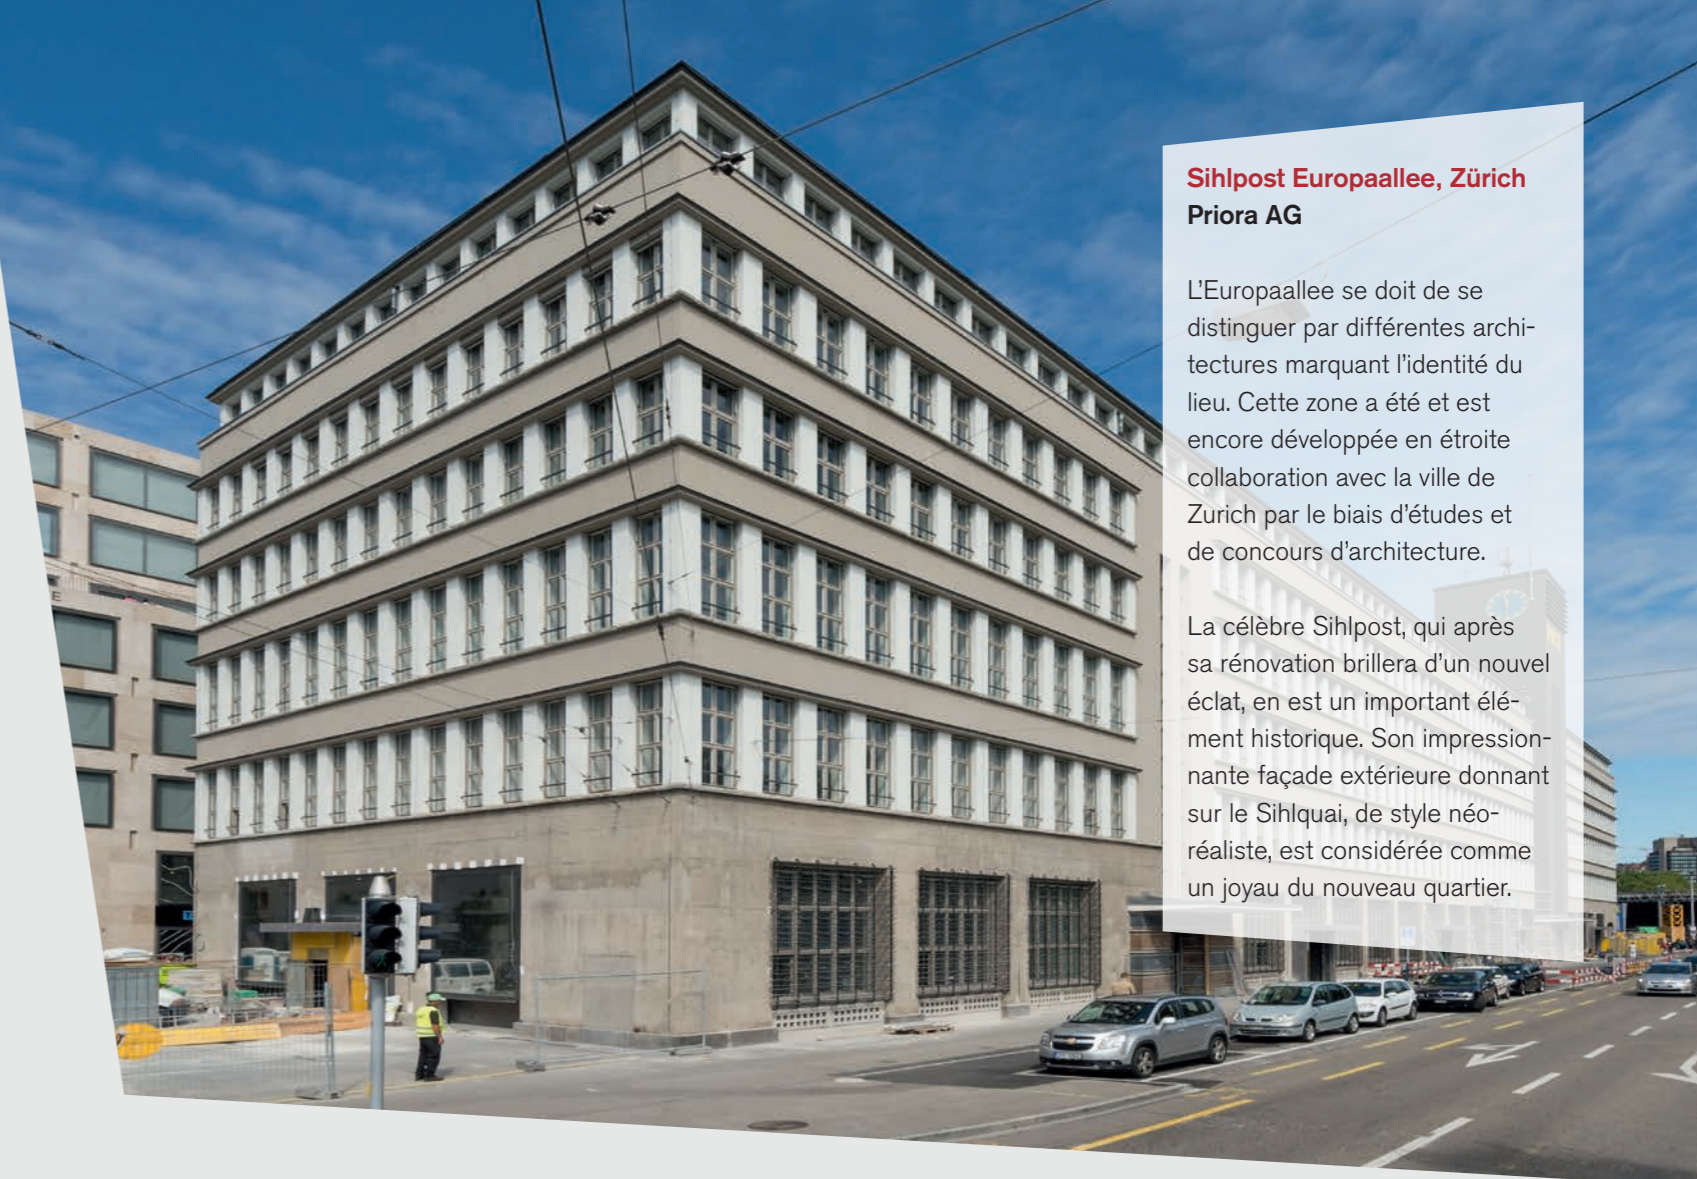 Sihlpost Europaallee, Zürich
Priora AG
L'Europaallee se doit de se
distinguer par différentes archi-
tectures marquant l'identité du
lieu. Cette zone a été et est
encore développée en étroite
collaboration avec la ville de
Zurich par le biais d'études et
de concours d'architecture.
La célèbre Sihlpost, qui après
sa rénovation brillera d'un nouvel
éclat, en est un important élé-
ment historique. Son impression-
nante façade extérieure donnant
sur le Sihlquai, de style néo-
réaliste, est considérée comme
un joyau du nouveau quartier.